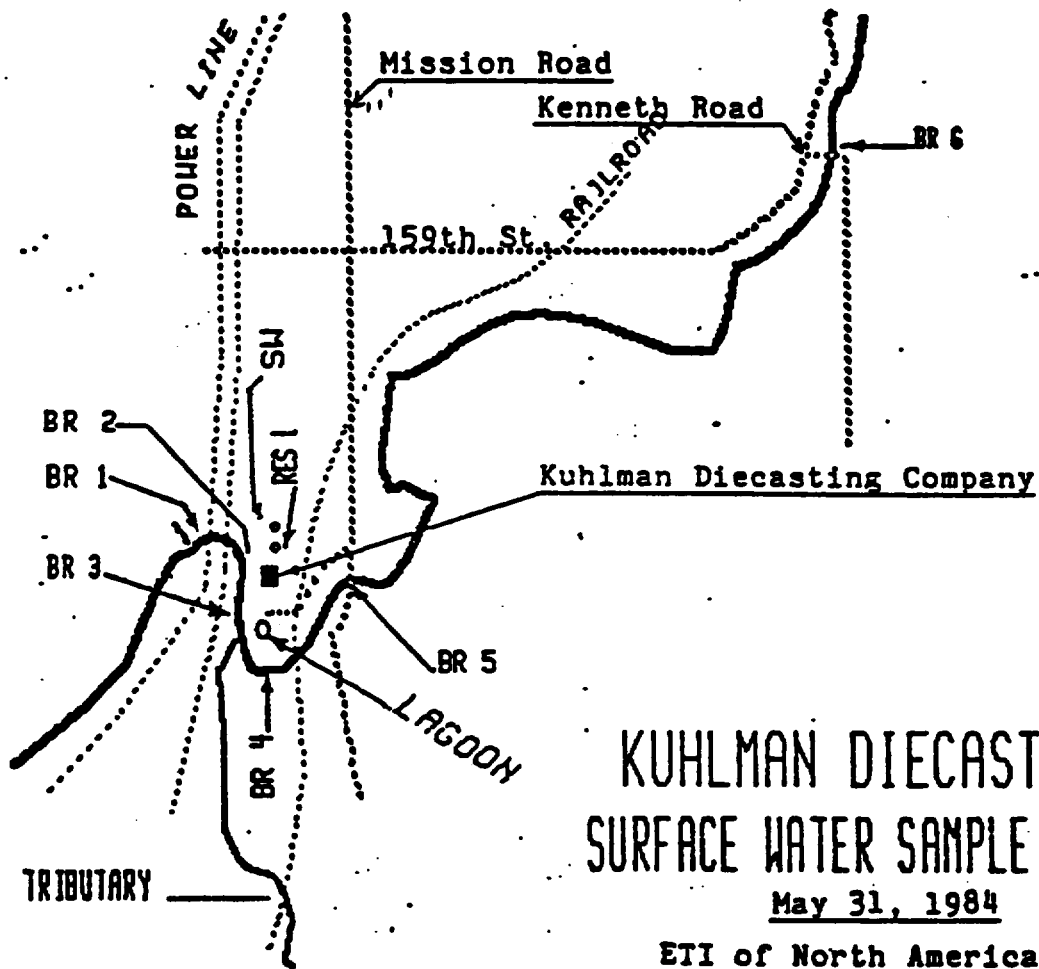 POWER LINE
Mission Road
Kenneth Road
BR 6
RAILROAD
159th St
SW
BR 2
RES 1
BR 1
Kuhlman Diecasting Company
BR 3
BR 5
LAGOON
BR 4
KUHLMAN DIECAST
SURFACE WATER SAMPLE
TRIBUTARY
May 31, 1984
ETI of North America